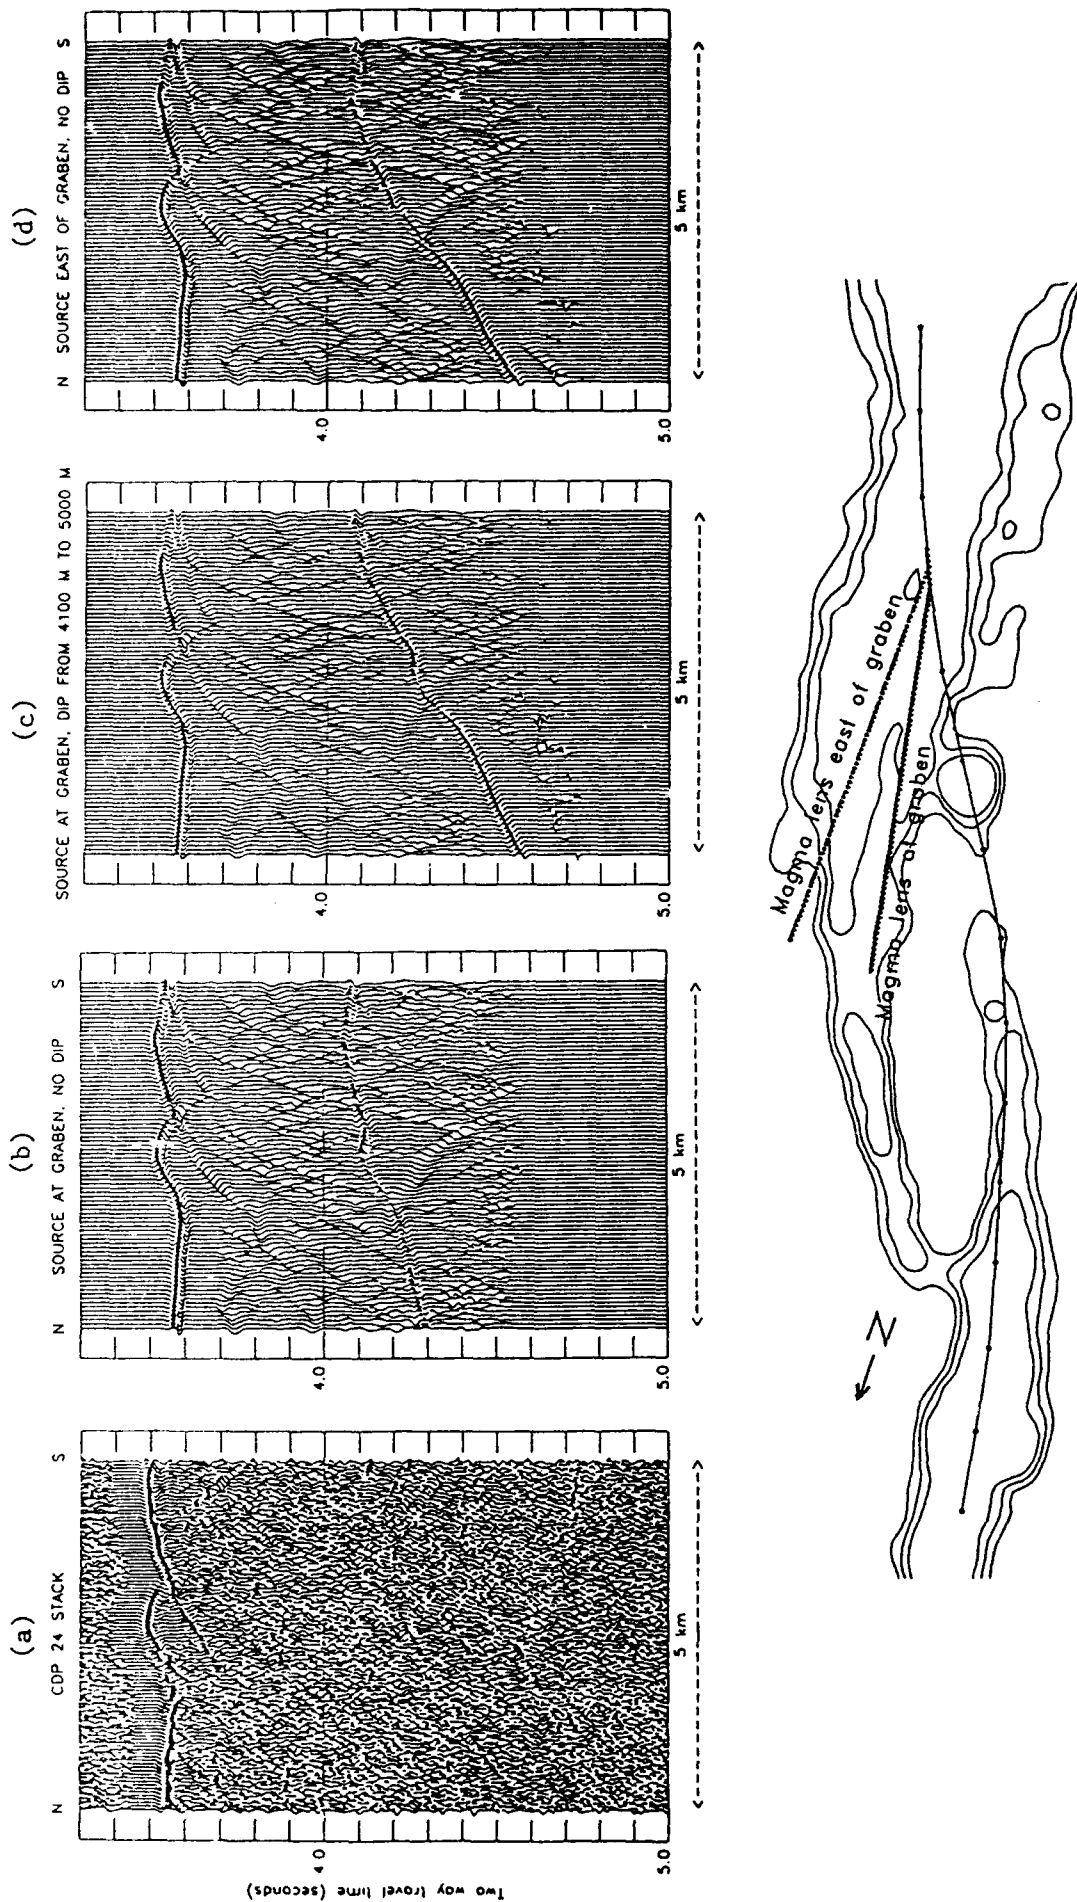 (a)
CDP 24 STACK
N
S
4.0
5.0
Two way travel time (seconds)
5 km
(b)
SOURCE AT GRABEN, NO DIP
N
S
4.0
5.0
5 km
(c)
SOURCE AT GRABEN, DIP FROM 4100 M TO 5000 M
4.0
5.0
5 km
(d)
SOURCE EAST OF GRABEN, NO DIP
N
S
4.0
5.0
5 km
N
Magma lens east of graben
Magma lens at graben